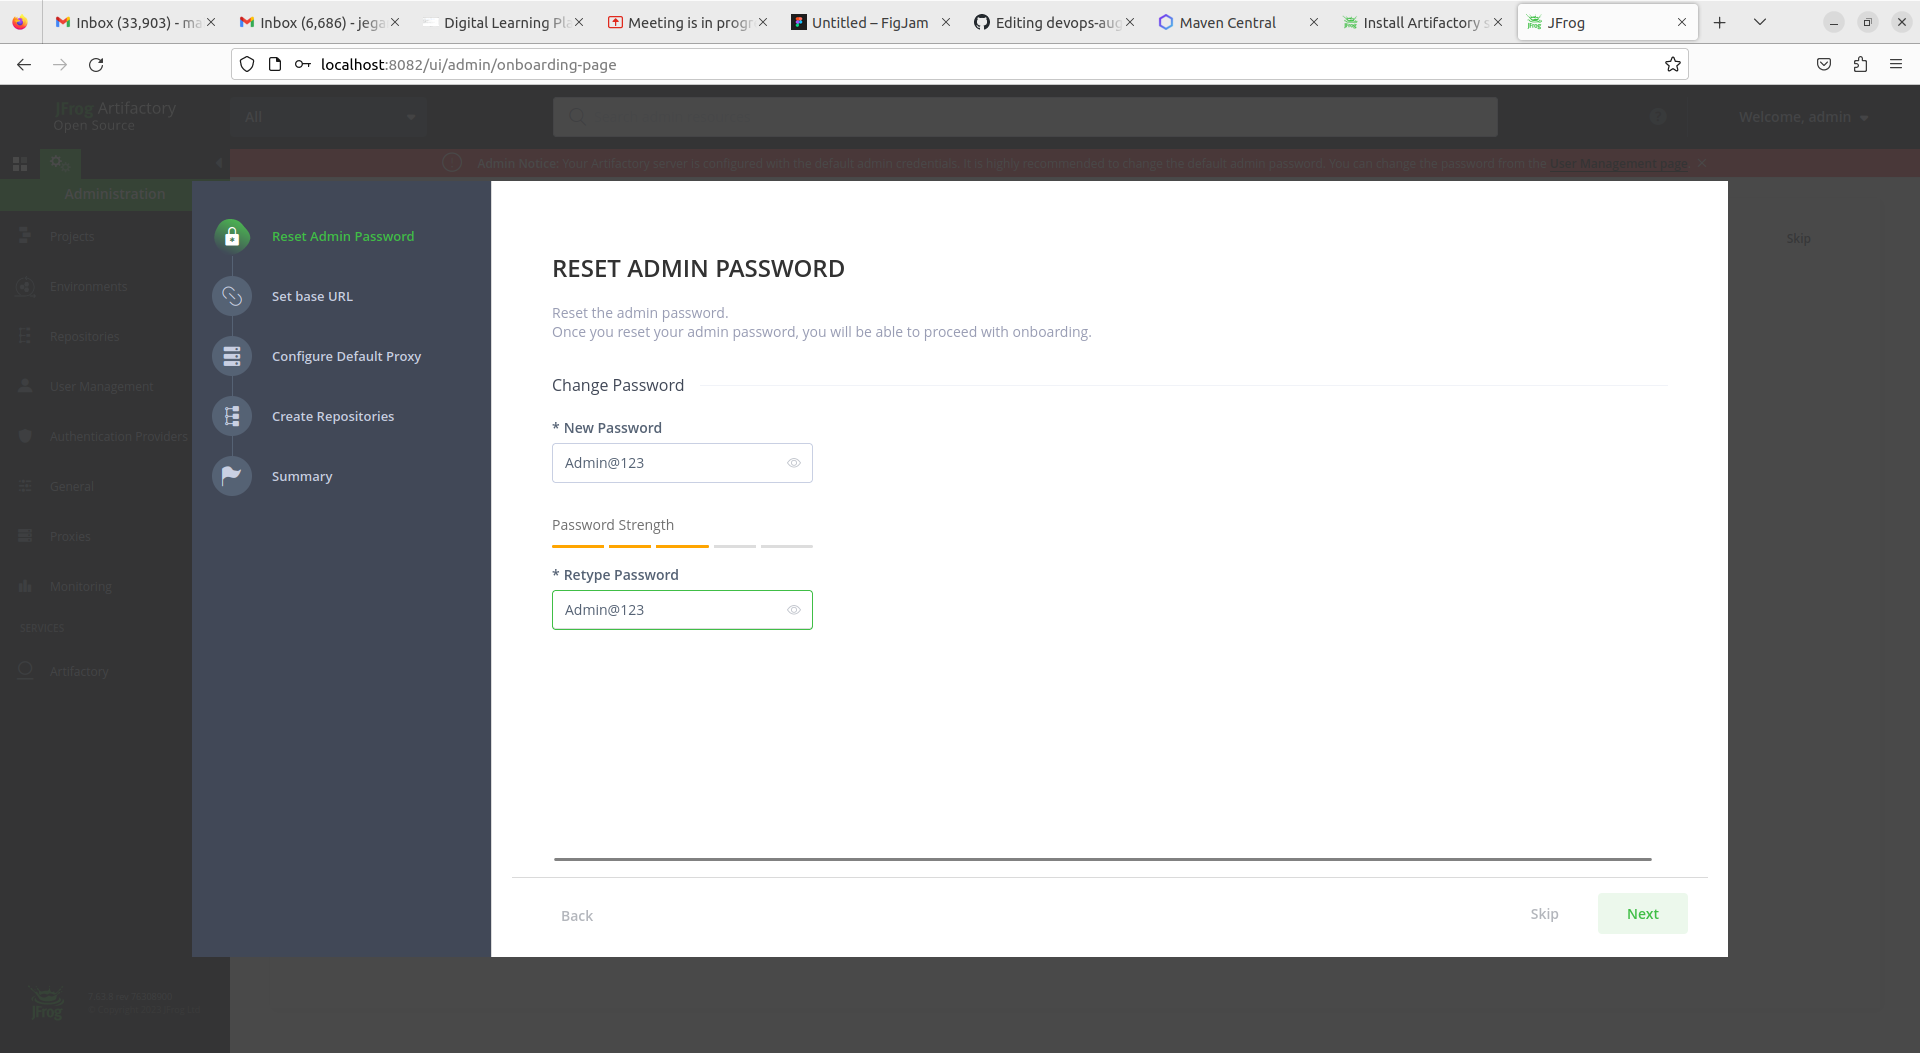 Inbox (33,903) - ma
Inbox (6,686) - jega
Digital Learning Pla
Meeting is in progr
Untitled – FigJam
Editing devops-aug
Maven Central
Install Artifactory s
JFrog
localhost:8082/ui/admin/onboarding-page
JFrog Artifactory
Open Source
All
Welcome, admin
Admin Notice: Your Artifactory server is configured with the default admin credentials. It is highly recommended to change the default admin password. You can change the password from the User Management page
Administration
Projects
Environments
Repositories
User Management
Authentication Providers
General
Proxies
Monitoring
SERVICES
Artifactory
JFrog
Skip
Reset Admin Password
Set base URL
Configure Default Proxy
Create Repositories
Summary
RESET ADMIN PASSWORD
Reset the admin password.
Once you reset your admin password, you will be able to proceed with onboarding.
Change Password
* New Password
Admin@123
Password Strength
* Retype Password
Admin@123
Back
Skip
Next